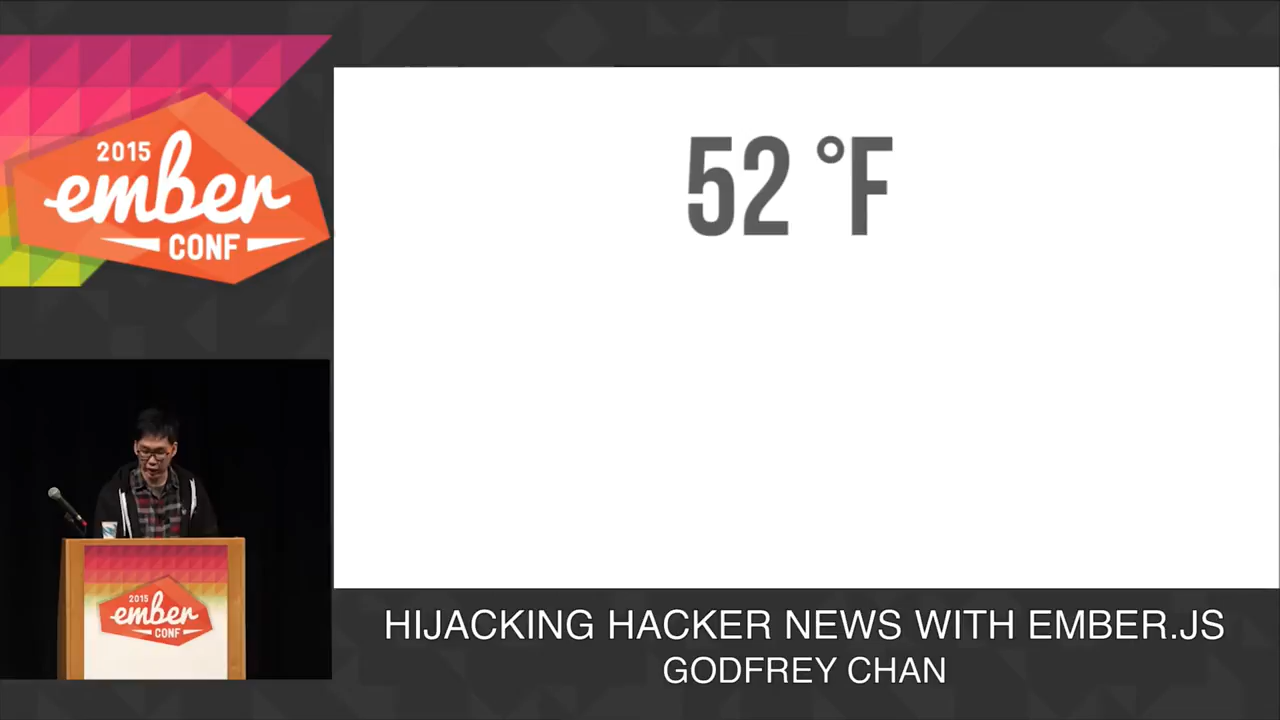 2015
ember
CONF
52 °F
2015
ember
CONF
HIJACKING HACKER NEWS WITH EMBER.JS
GODFREY CHAN